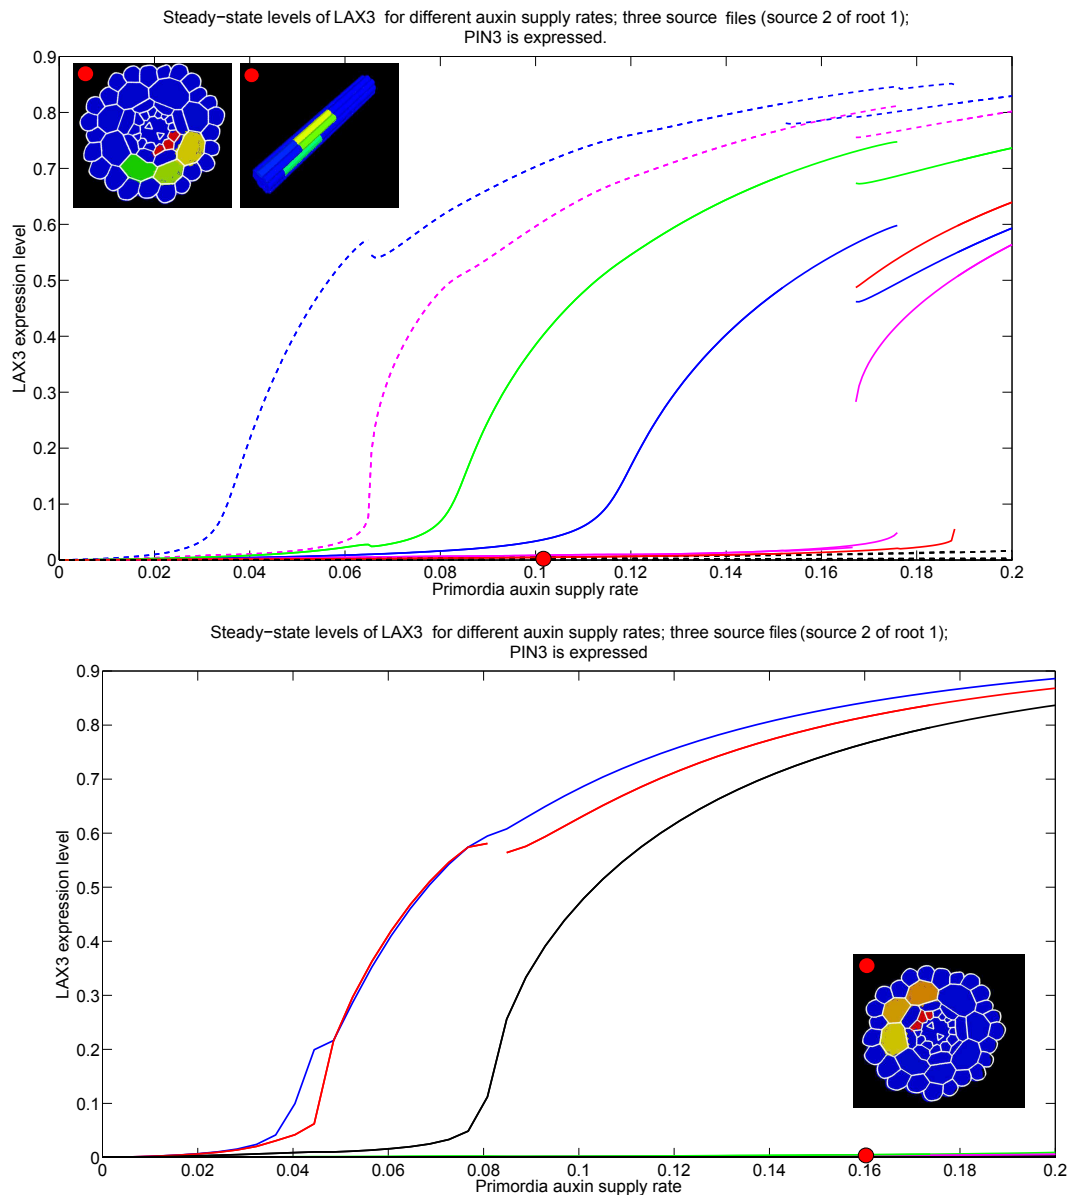 Steady−state levels of LAX3 for different auxin supply rates; three source files (source 2 of root 1);
PIN3 is expressed.
0.9
0.8
0.7
0.6
0.5
0.4
0.3
0.2
0.1
0
LAX3 expression level
0 0.02 0.04 0.06 0.08 0.1 0.12 0.14 0.16 0.18 0.2
Primordia auxin supply rate
Steady−state levels of LAX3 for different auxin supply rates; three source files (source 2 of root 1);
PIN3 is expressed
0.9
0.8
0.7
0.6
0.5
0.4
0.3
0.2
0.1
0
LAX3 expression level
0 0.02 0.04 0.06 0.08 0.1 0.12 0.14 0.16 0.18 0.2
Primordia auxin supply rate